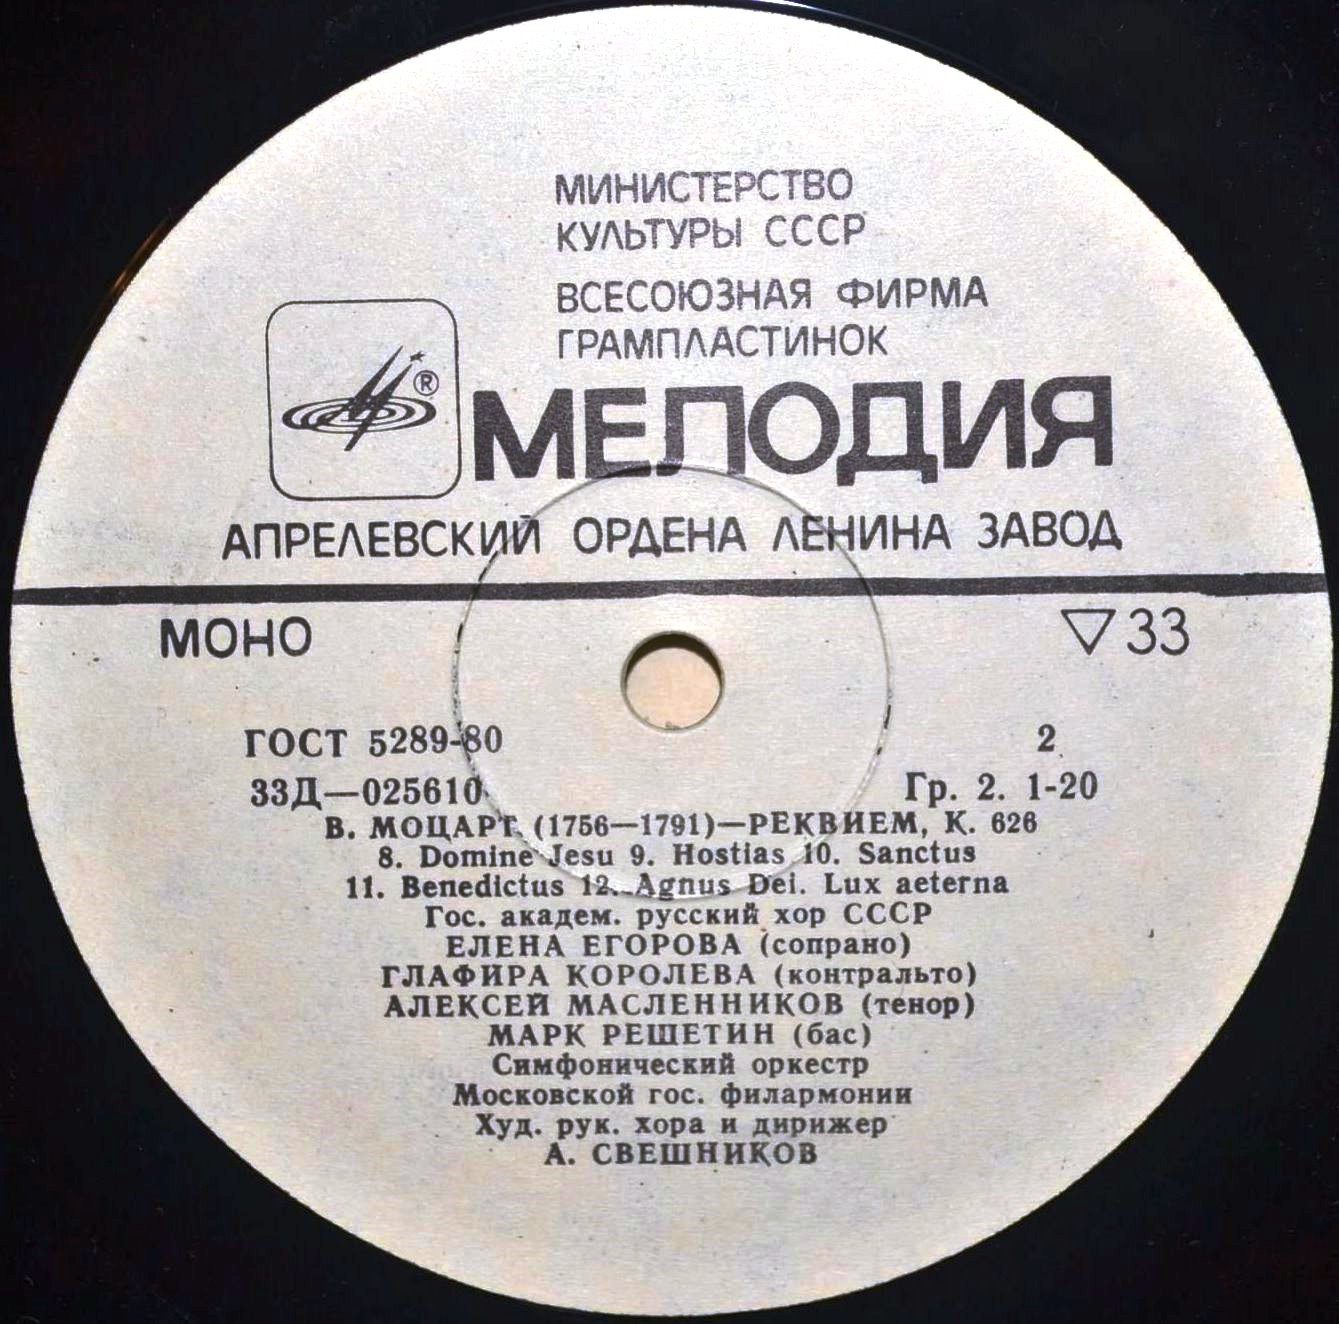 МИНИСТЕРСТВО
КУЛЬТУРЫ СССР
ВСЕСОЮЗНАЯ ФИРМА
ГРАМПЛАСТИНОК
®
МЕЛОДИЯ
АПРЕЛЕВСКИЙ ОРДЕНА ЛЕНИНА ЗАВОД
МОНО ▽ 33
ГОСТ 5289-80 2
33Д—025610 Гр. 2. 1-20
В. МОЦАРТ (1756—1791)—РЕКВИЕМ, К. 626
8. Domine Jesu 9. Hostias 10. Sanctus
11. Benedictus 12. Agnus Dei. Lux aeterna
Гос. академ. русский хор СССР
ЕЛЕНА ЕГОРОВА (сопрано)
ГЛАФИРА КОРОЛЕВА (контральто)
АЛЕКСЕЙ МАСЛЕННИКОВ (тенор)
МАРК РЕШЕТИН (бас)
Симфонический оркестр
Московской гос. филармонии
Худ. рук. хора и дирижер
А. СВЕШНИКОВ